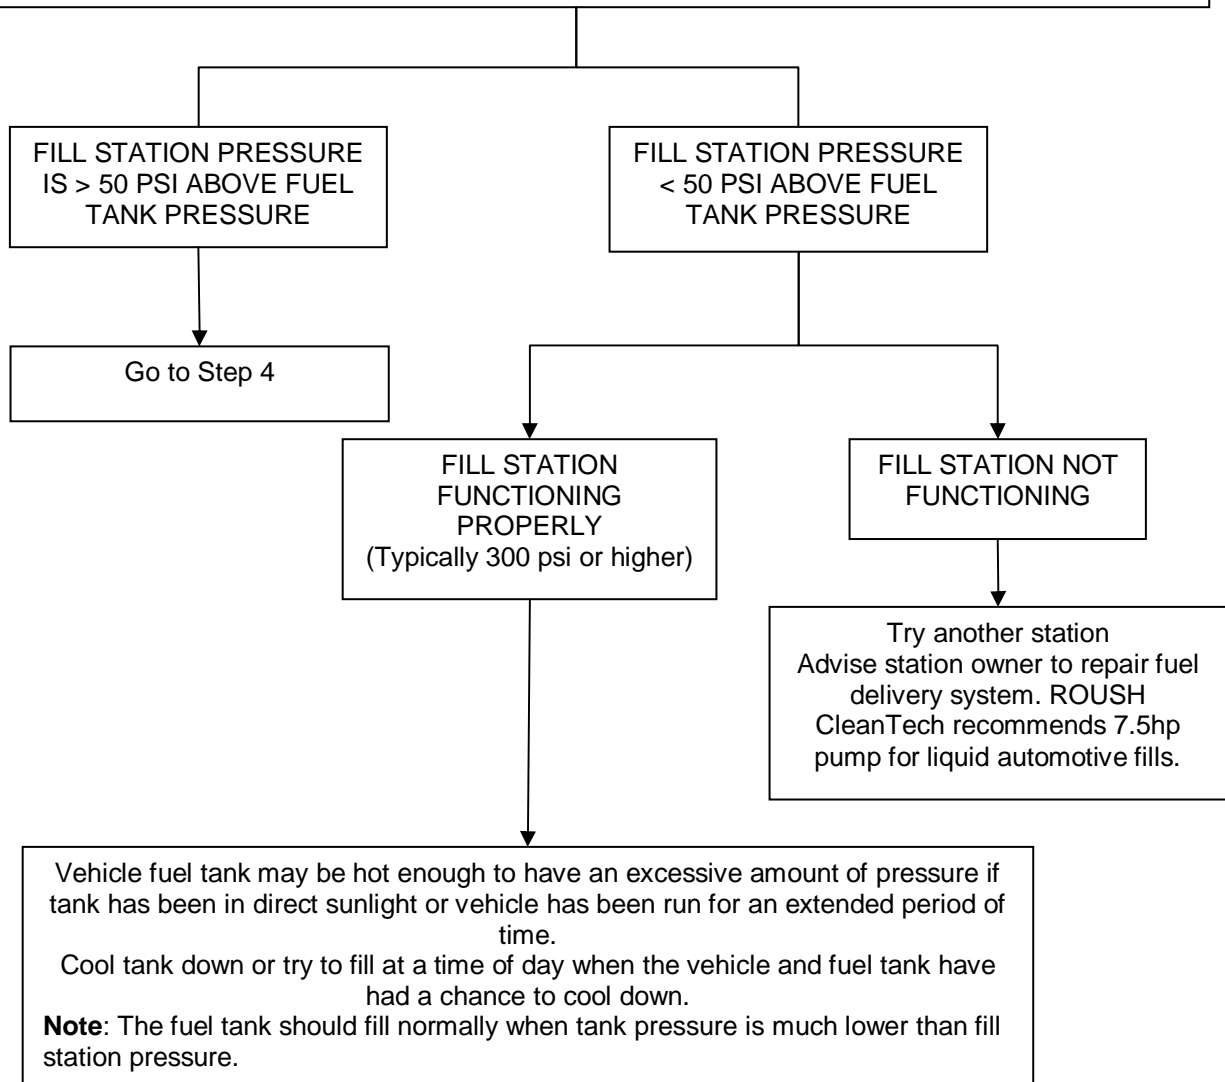 FILL STATION PRESSURE
IS > 50 PSI ABOVE FUEL
TANK PRESSURE
FILL STATION PRESSURE
< 50 PSI ABOVE FUEL
TANK PRESSURE
Go to Step 4
FILL STATION
FUNCTIONING
PROPERLY
(Typically 300 psi or higher)
FILL STATION NOT
FUNCTIONING
Try another station
Advise station owner to repair fuel
delivery system. ROUSH
CleanTech recommends 7.5hp
pump for liquid automotive fills.
Vehicle fuel tank may be hot enough to have an excessive amount of pressure if
tank has been in direct sunlight or vehicle has been run for an extended period of
time.
Cool tank down or try to fill at a time of day when the vehicle and fuel tank have
had a chance to cool down.
Note: The fuel tank should fill normally when tank pressure is much lower than fill
station pressure.